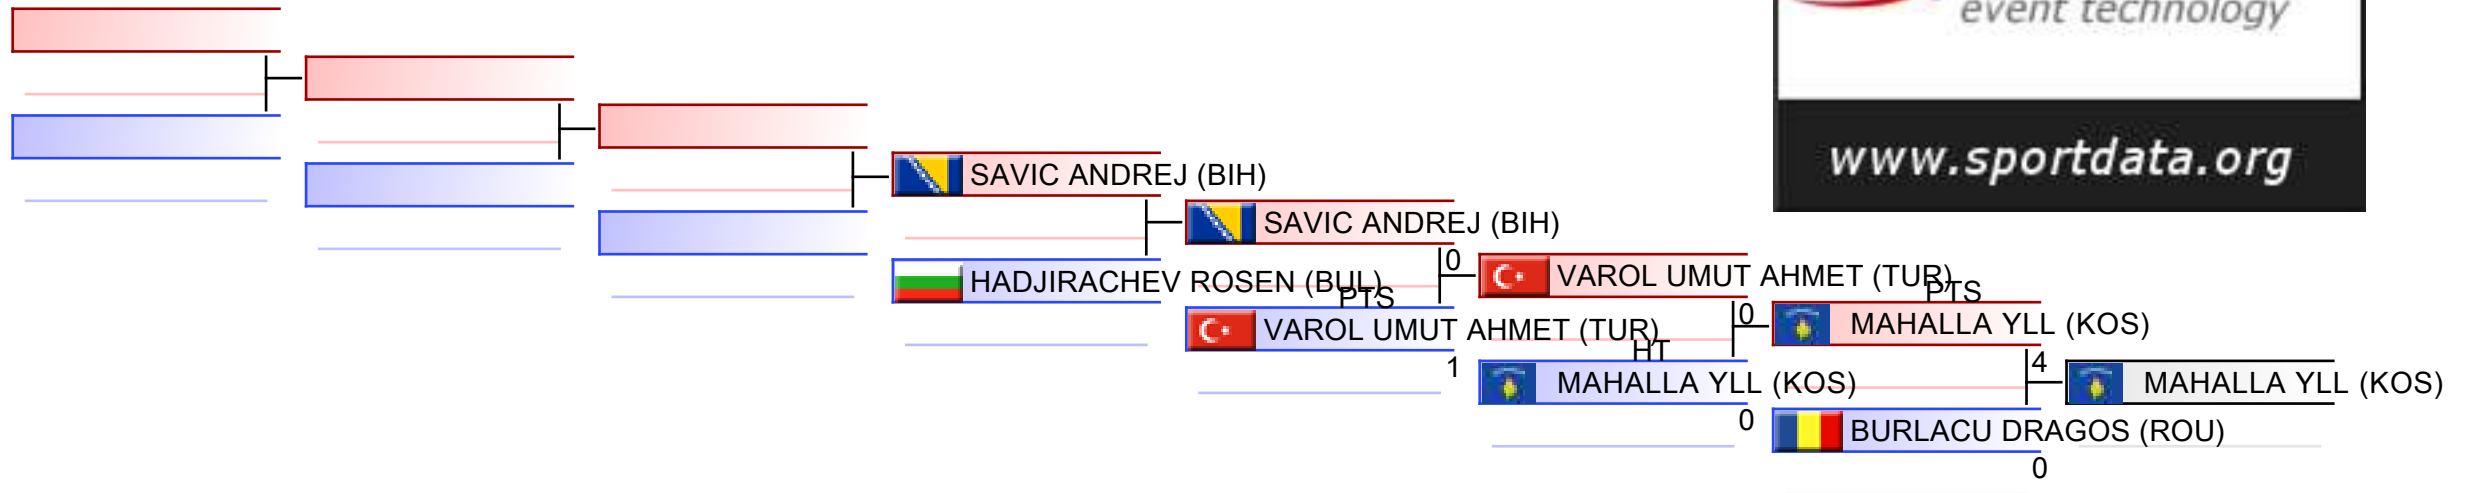 event technology
www.sportdata.org
SAVIC ANDREJ (BIH)
HADJIRACHEV ROSEN (BUL)
SAVIC ANDREJ (BIH)
0
PTS
VAROL UMUT AHMET (TUR)
1
VAROL UMUT AHMET (TUR)
0
HT
MAHALLA YLL (KOS)
0
PTS
MAHALLA YLL (KOS)
4
BURLACU DRAGOS (ROU)
0
MAHALLA YLL (KOS)